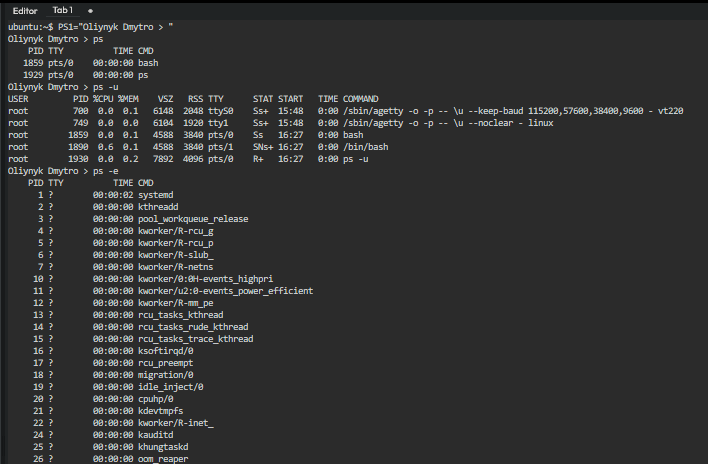 Editor Tab 1
ubuntu:~$ PS1="Oliynyk Dmytro > "
Oliynyk Dmytro > ps
    PID TTY          TIME CMD
   1859 pts/0    00:00:00 bash
   1929 pts/0    00:00:00 ps
Oliynyk Dmytro > ps -u
USER         PID %CPU %MEM    VSZ   RSS TTY      STAT START   TIME COMMAND
root         700  0.0  0.1   6148  2048 ttyS0    Ss+  15:48   0:00 /sbin/agetty -o -p -- \u --keep-baud 115200,57600,38400,9600 - vt220
root         749  0.0  0.0   6104  1920 tty1     Ss+  15:48   0:00 /sbin/agetty -o -p -- \u --noclear - linux
root        1859  0.0  0.1   4588  3840 pts/0    Ss   16:27   0:00 bash
root        1890  0.6  0.1   4588  3840 pts/1    SNs+ 16:27   0:00 /bin/bash
root        1930  0.0  0.2   7892  4096 pts/0    R+   16:27   0:00 ps -u
Oliynyk Dmytro > ps -e
    PID TTY          TIME CMD
      1 ?        00:00:02 systemd
      2 ?        00:00:00 kthreadd
      3 ?        00:00:00 pool_workqueue_release
      4 ?        00:00:00 kworker/R-rcu_g
      5 ?        00:00:00 kworker/R-rcu_p
      6 ?        00:00:00 kworker/R-slub_
      7 ?        00:00:00 kworker/R-netns
     10 ?        00:00:00 kworker/0:0H-events_highpri
     11 ?        00:00:00 kworker/u2:0-events_power_efficient
     12 ?        00:00:00 kworker/R-mm_pe
     13 ?        00:00:00 rcu_tasks_kthread
     14 ?        00:00:00 rcu_tasks_rude_kthread
     15 ?        00:00:00 rcu_tasks_trace_kthread
     16 ?        00:00:00 ksoftirqd/0
     17 ?        00:00:00 rcu_preempt
     18 ?        00:00:00 migration/0
     19 ?        00:00:00 idle_inject/0
     20 ?        00:00:00 cpuhp/0
     21 ?        00:00:00 kdevtmpfs
     22 ?        00:00:00 kworker/R-inet_
     24 ?        00:00:00 kauditd
     25 ?        00:00:00 khungtaskd
     26 ?        00:00:00 oom_reaper